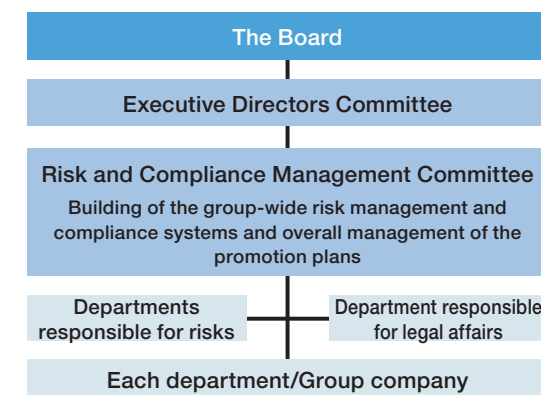 The Board
Executive Directors Committee
Risk and Compliance Management Committee
Building of the group-wide risk management and
compliance systems and overall management of the
promotion plans
Departments
responsible for risks
Department responsible
for legal affairs
Each department/Group company